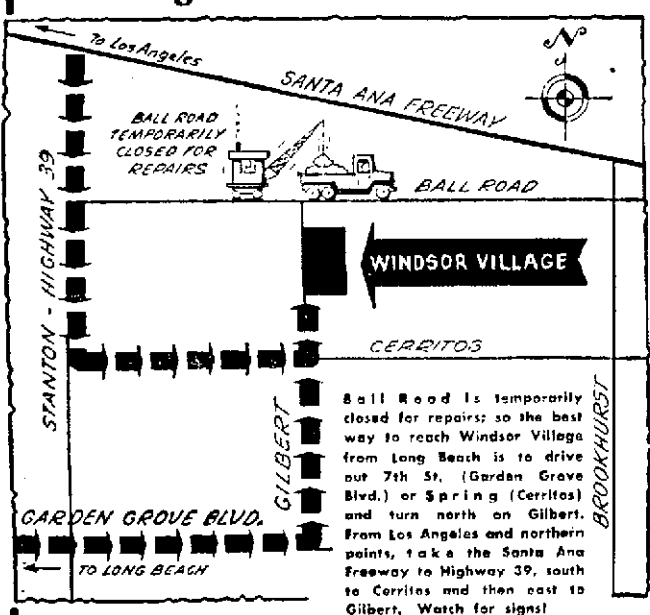 To Los Angeles
N
SANTA ANA FREEWAY
BALL ROAD
TEMPORARILY
CLOSED FOR
REPAIRS
BALL ROAD
STANTON - HIGHWAY 39
WINDSOR VILLAGE
CERRITOS
GILBERT
BROOKHURST
GARDEN GROVE BLVD.
TO LONG BEACH
Ball Road is temporarily
closed for repairs; so the best
way to reach Windsor Village
from Long Beach is to drive
out 7th St. (Garden Grove
Blvd.) or Spring (Cerritos)
and turn north on Gilbert.
From Los Angeles and northern
points, take the Santa Ana
Freeway to Highway 39, south
to Cerritos and then east to
Gilbert. Watch for signs!